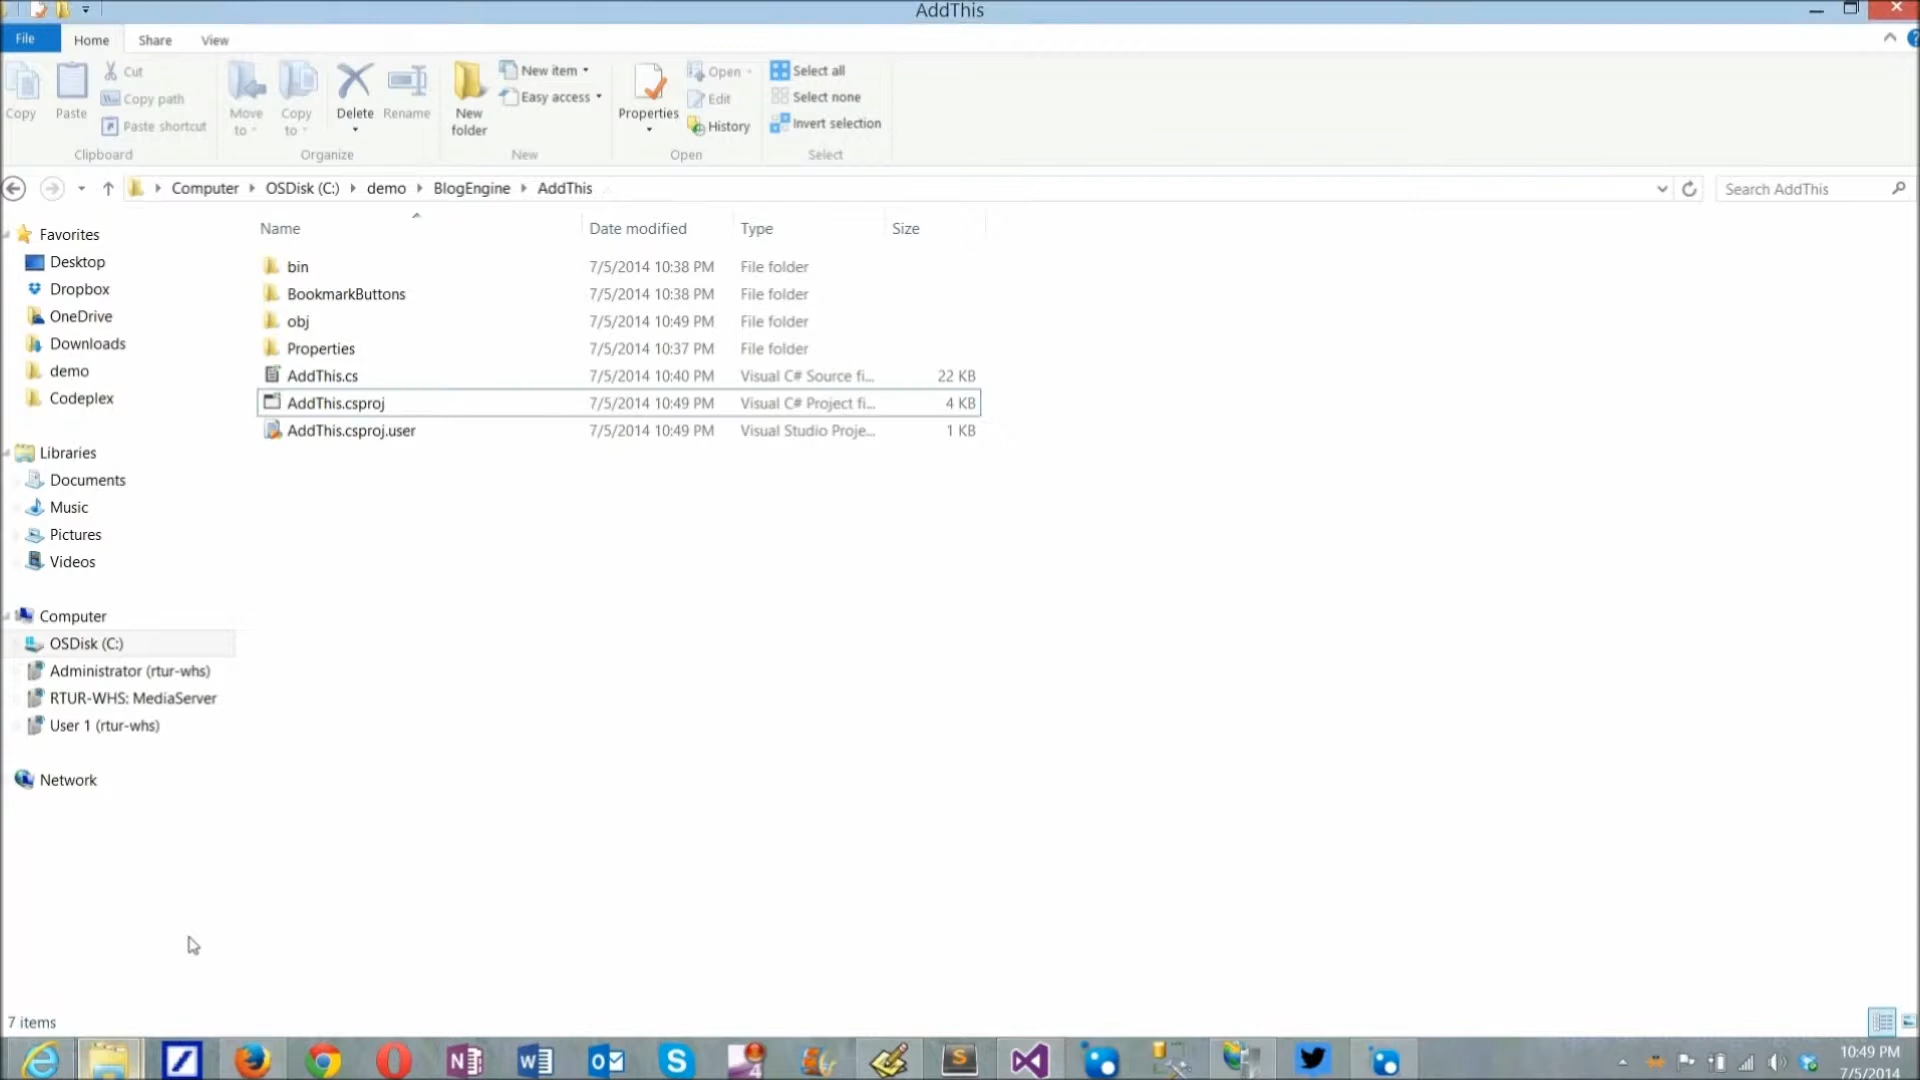 AddThis
File Home Share View
Copy Paste Cut Copy path Paste shortcut Clipboard
Move to Copy to Delete Rename Organize
New folder New item Easy access New
Properties Open Edit History Open
Select all Select none Invert selection Select
Computer OSDisk (C:) demo BlogEngine AddThis Search AddThis
Name Date modified Type Size
bin 7/5/2014 10:38 PM File folder
BookmarkButtons 7/5/2014 10:38 PM File folder
obj 7/5/2014 10:49 PM File folder
Properties 7/5/2014 10:37 PM File folder
AddThis.cs 7/5/2014 10:40 PM Visual C# Source fi... 22 KB
AddThis.csproj 7/5/2014 10:49 PM Visual C# Project fi... 4 KB
AddThis.csproj.user 7/5/2014 10:49 PM Visual Studio Proje... 1 KB
Favorites
Desktop
Dropbox
OneDrive
Downloads
demo
Codeplex
Libraries
Documents
Music
Pictures
Videos
Computer
OSDisk (C:)
Administrator (rtur-whs)
RTUR-WHS: MediaServer
User 1 (rtur-whs)
Network
7 items
10:49 PM
7/5/2014